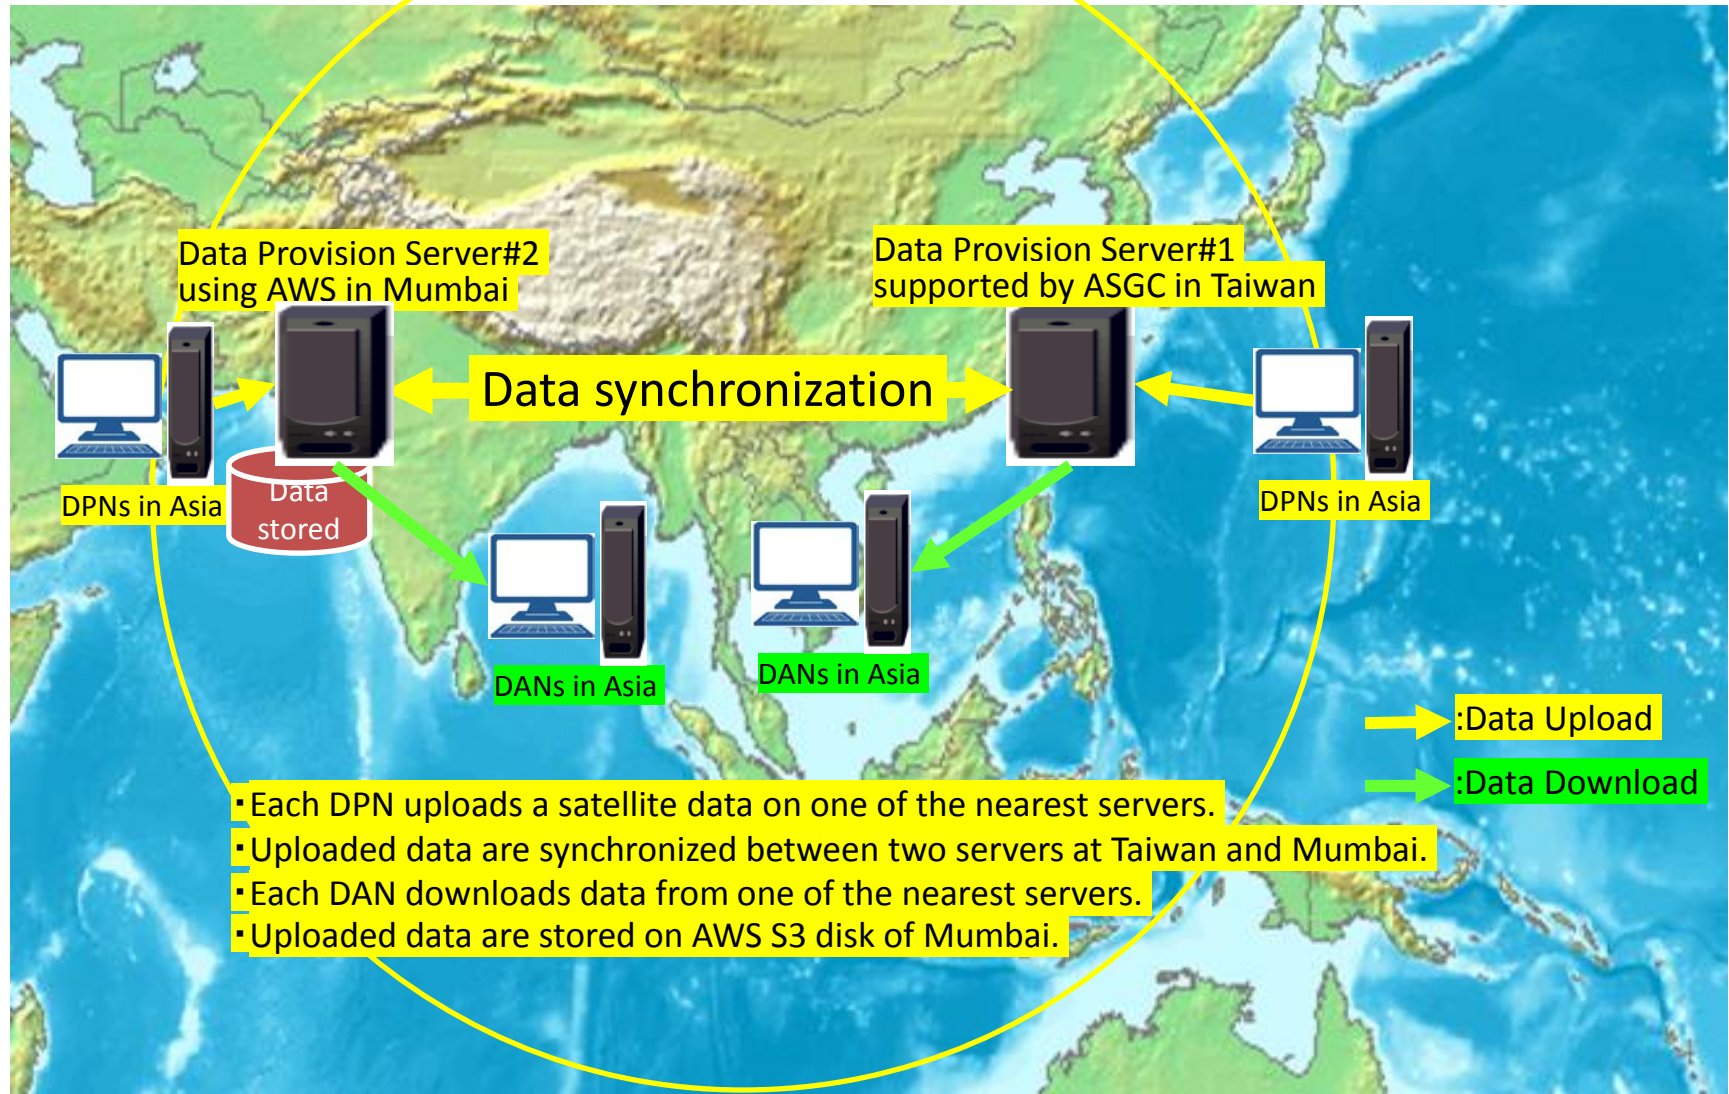 Data Provision Server#2
using AWS in Mumbai
Data Provision Server#1
supported by ASGC in Taiwan
Data synchronization
DPNs in Asia
Data
stored
DPNs in Asia
DANs in Asia
DANs in Asia
:Data Upload
:Data Download
・Each DPN uploads a satellite data on one of the nearest servers.
・Uploaded data are synchronized between two servers at Taiwan and Mumbai.
・Each DAN downloads data from one of the nearest servers.
・Uploaded data are stored on AWS S3 disk of Mumbai.